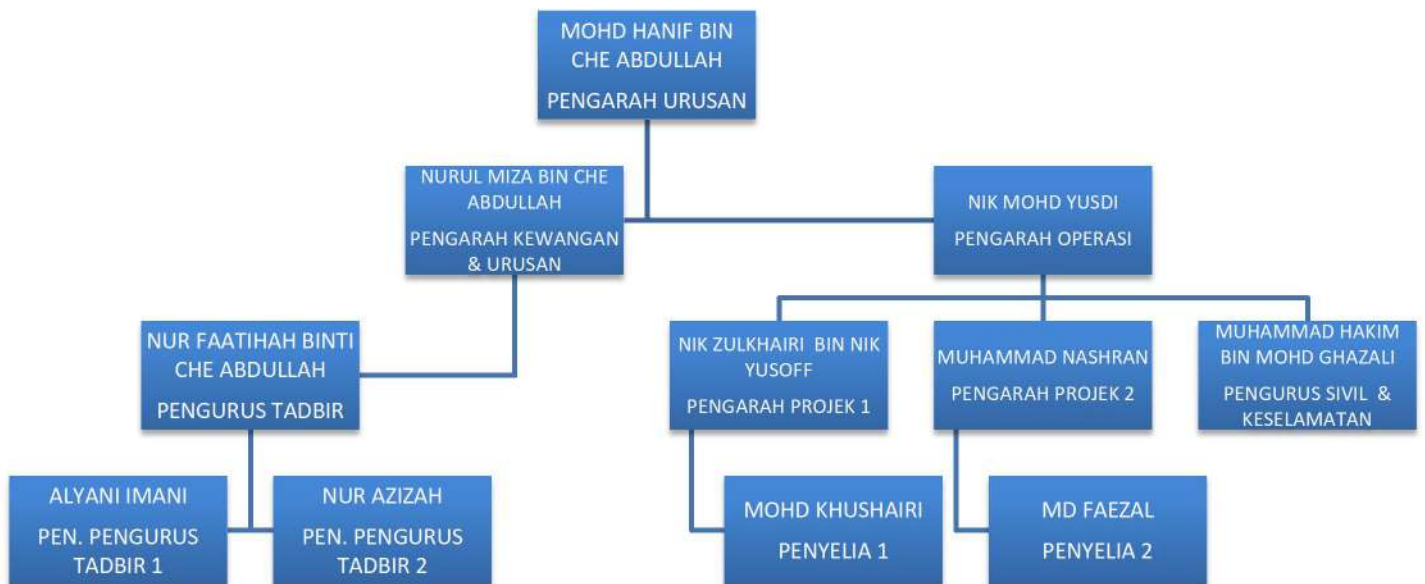 MOHD HANIF BIN
CHE ABDULLAH
PENGARAH URUSAN
NURUL MIZA BIN CHE
ABDULLAH
PENGARAH KEWANGAN
& URUSAN
NIK MOHD YUSDI
PENGARAH OPERASI
NUR FAATIHAH BINTI
CHE ABDULLAH
PENGURUS TADBIR
NIK ZULKHAIRI BIN NIK
YUSOFF
PENGARAH PROJEK 1
MUHAMMAD NASHRAN
PENGARAH PROJEK 2
MUHAMMAD HAKIM
BIN MOHD GHAZALI
PENGURUS SIVIL &
KESELAMATAN
ALYANI IMANI
PEN. PENGURUS
TADBIR 1
NUR AZIZAH
PEN. PENGURUS
TADBIR 2
MOHD KHUSHAIRI
PENYELIA 1
MD FAEZAL
PENYELIA 2